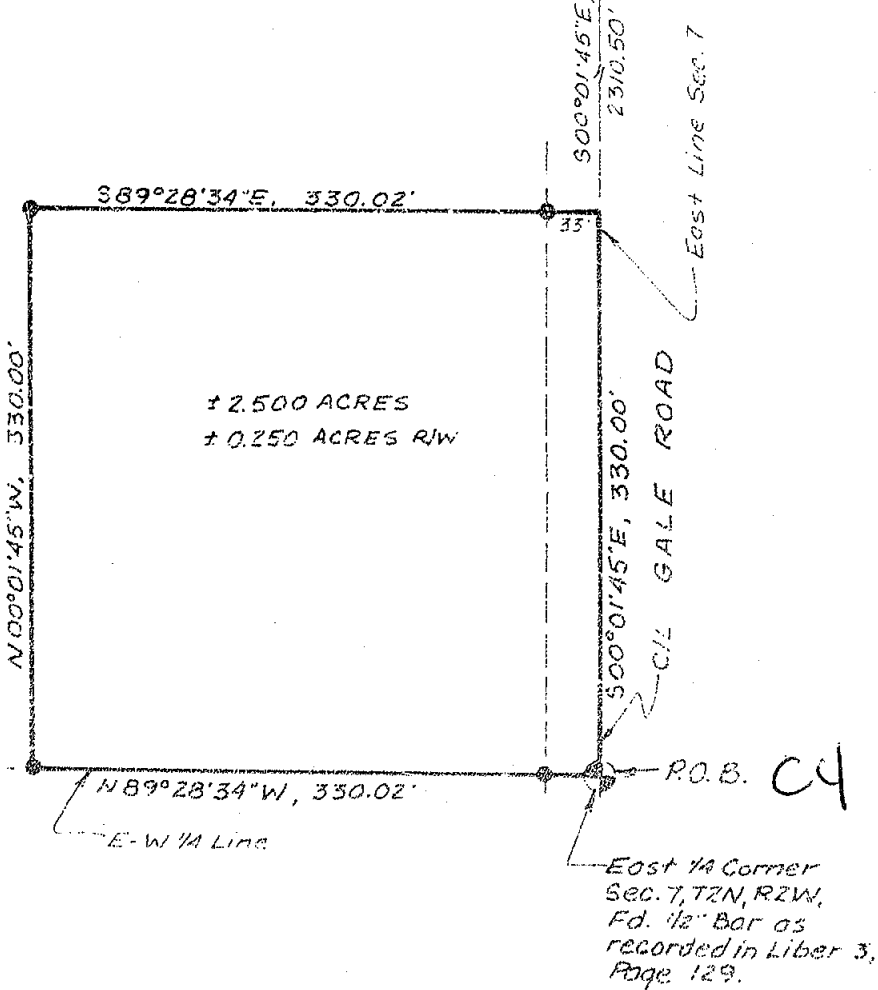 S00°01'45"E,
2310.50'
East Line Sec. 7
S89°28'34"E, 330.02'
33'
N00°01'45"W, 330.00'
± 2.500 ACRES
± 0.250 ACRES R/W
S00°01'45"E, 330.00'
C/L GALE ROAD
N89°28'34"W, 330.02'
P.O.B. C4
E-W 1/4 Line
East 1/4 Corner
Sec. 7, T2N, R2W,
Fd. 1/2" Bar as
recorded in Liber 3,
Page 129.